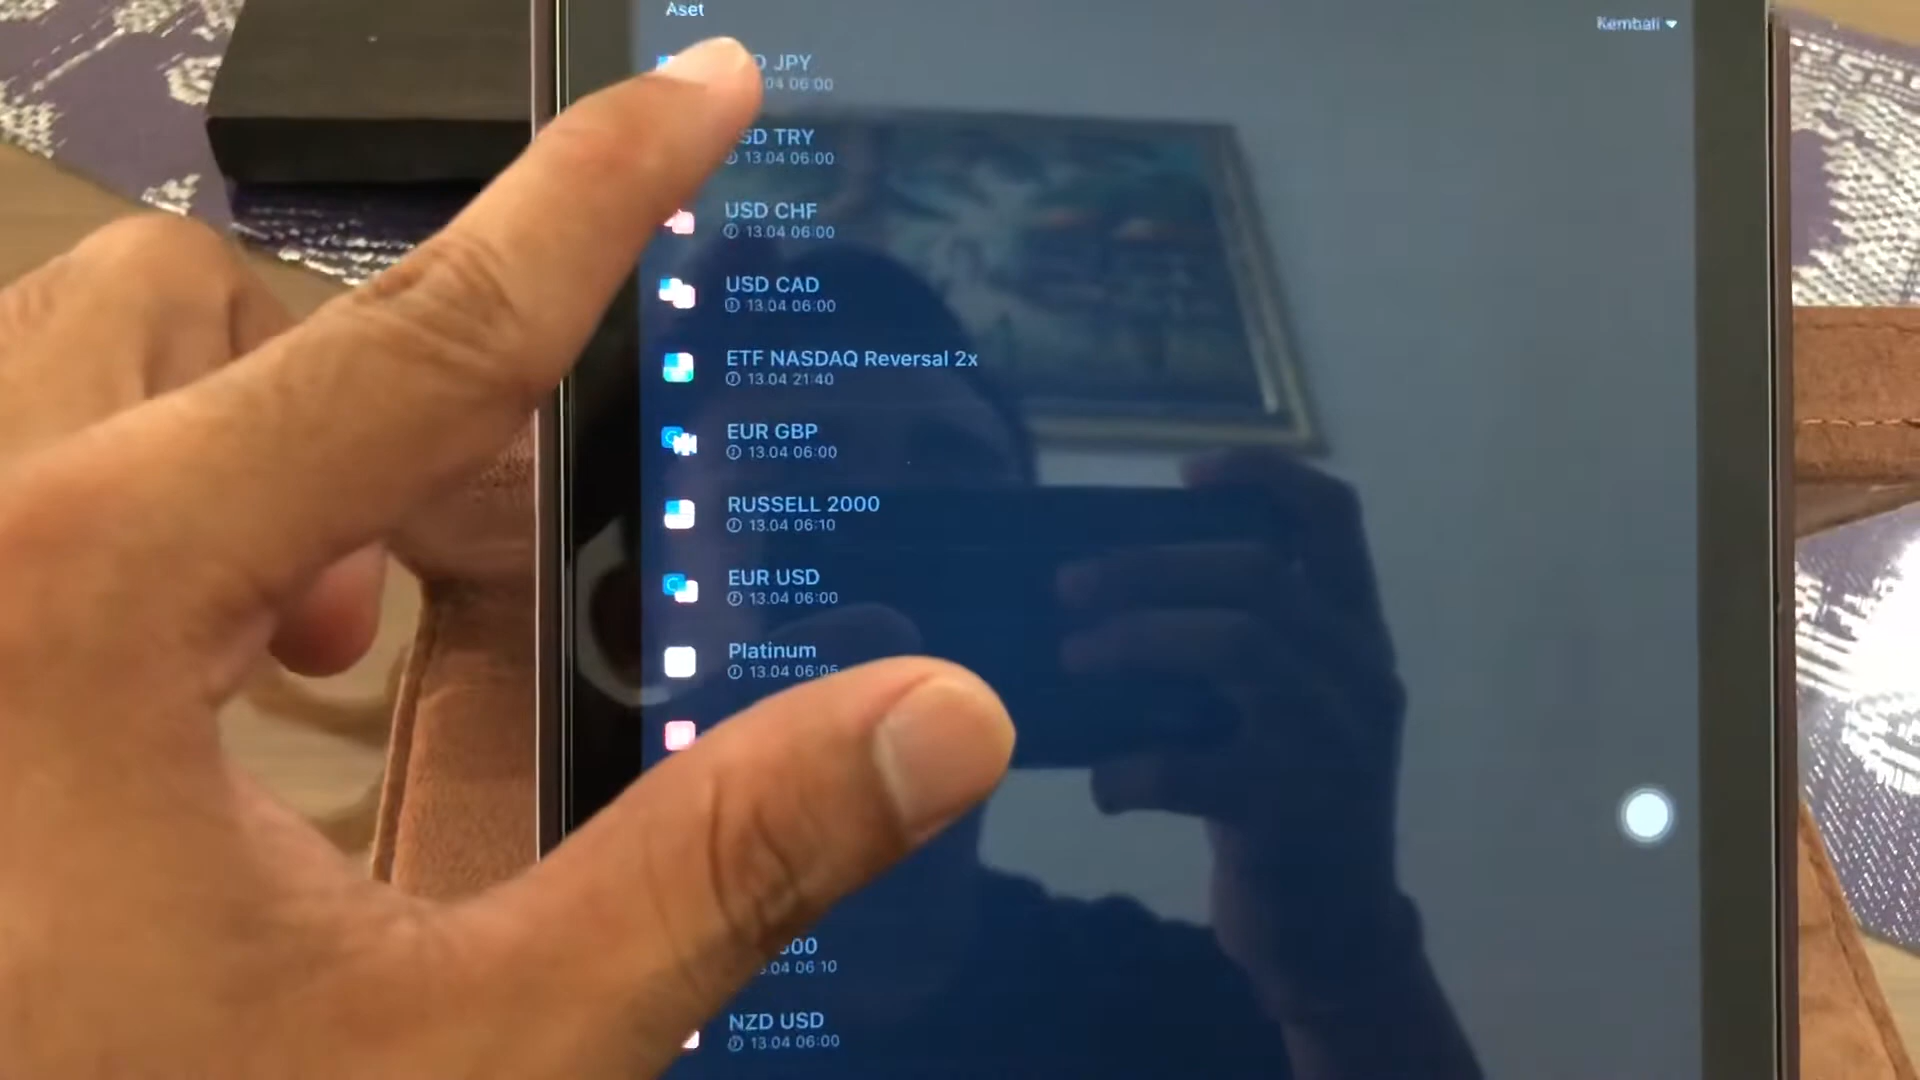 Aset
Kembali
JPY
04 06:00
USD TRY
13.04 06:00
USD CHF
13.04 06:00
USD CAD
13.04 06:00
ETF NASDAQ Reversal 2x
13.04 21:40
EUR GBP
13.04 06:00
RUSSELL 2000
13.04 06:10
EUR USD
13.04 06:00
Platinum
13.04 06:05
.04 06:10
NZD USD
13.04 06:00